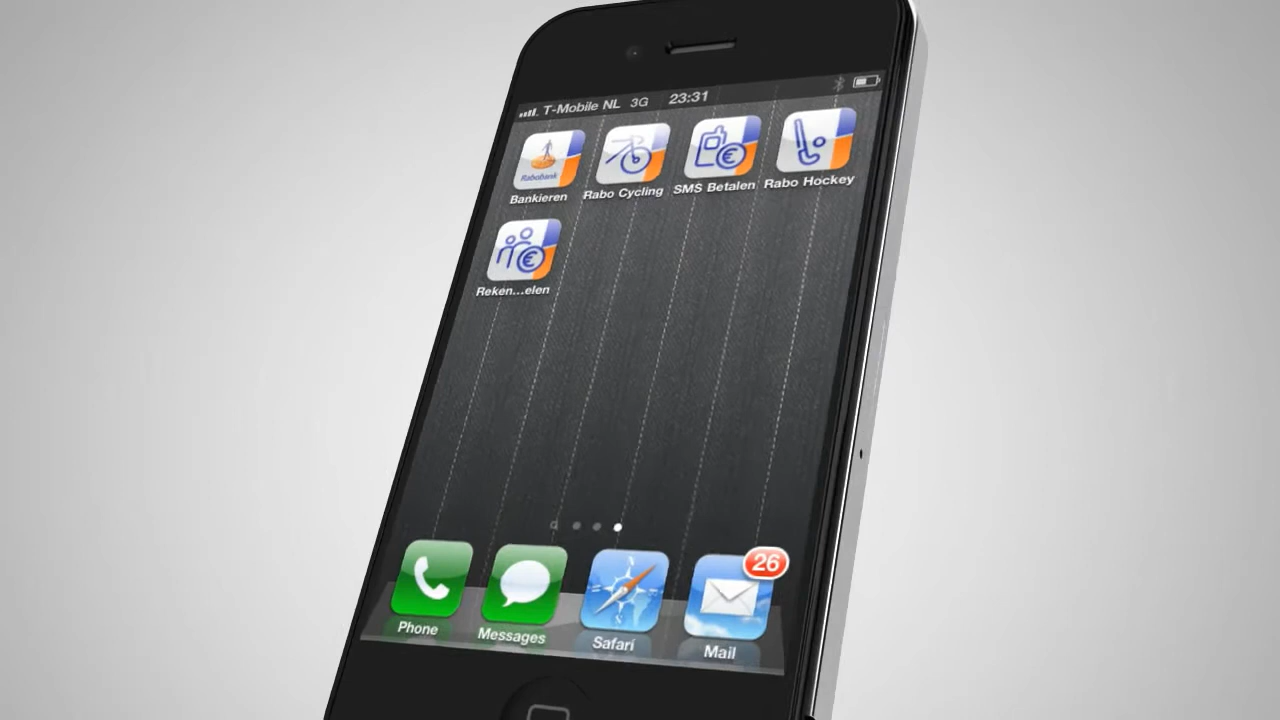 T-Mobile NL 3G 23:31
Rabobank
Bankieren Rabo Cycling SMS Betalen Rabo Hockey
Reken...elen
26
Phone Messages Safari Mail